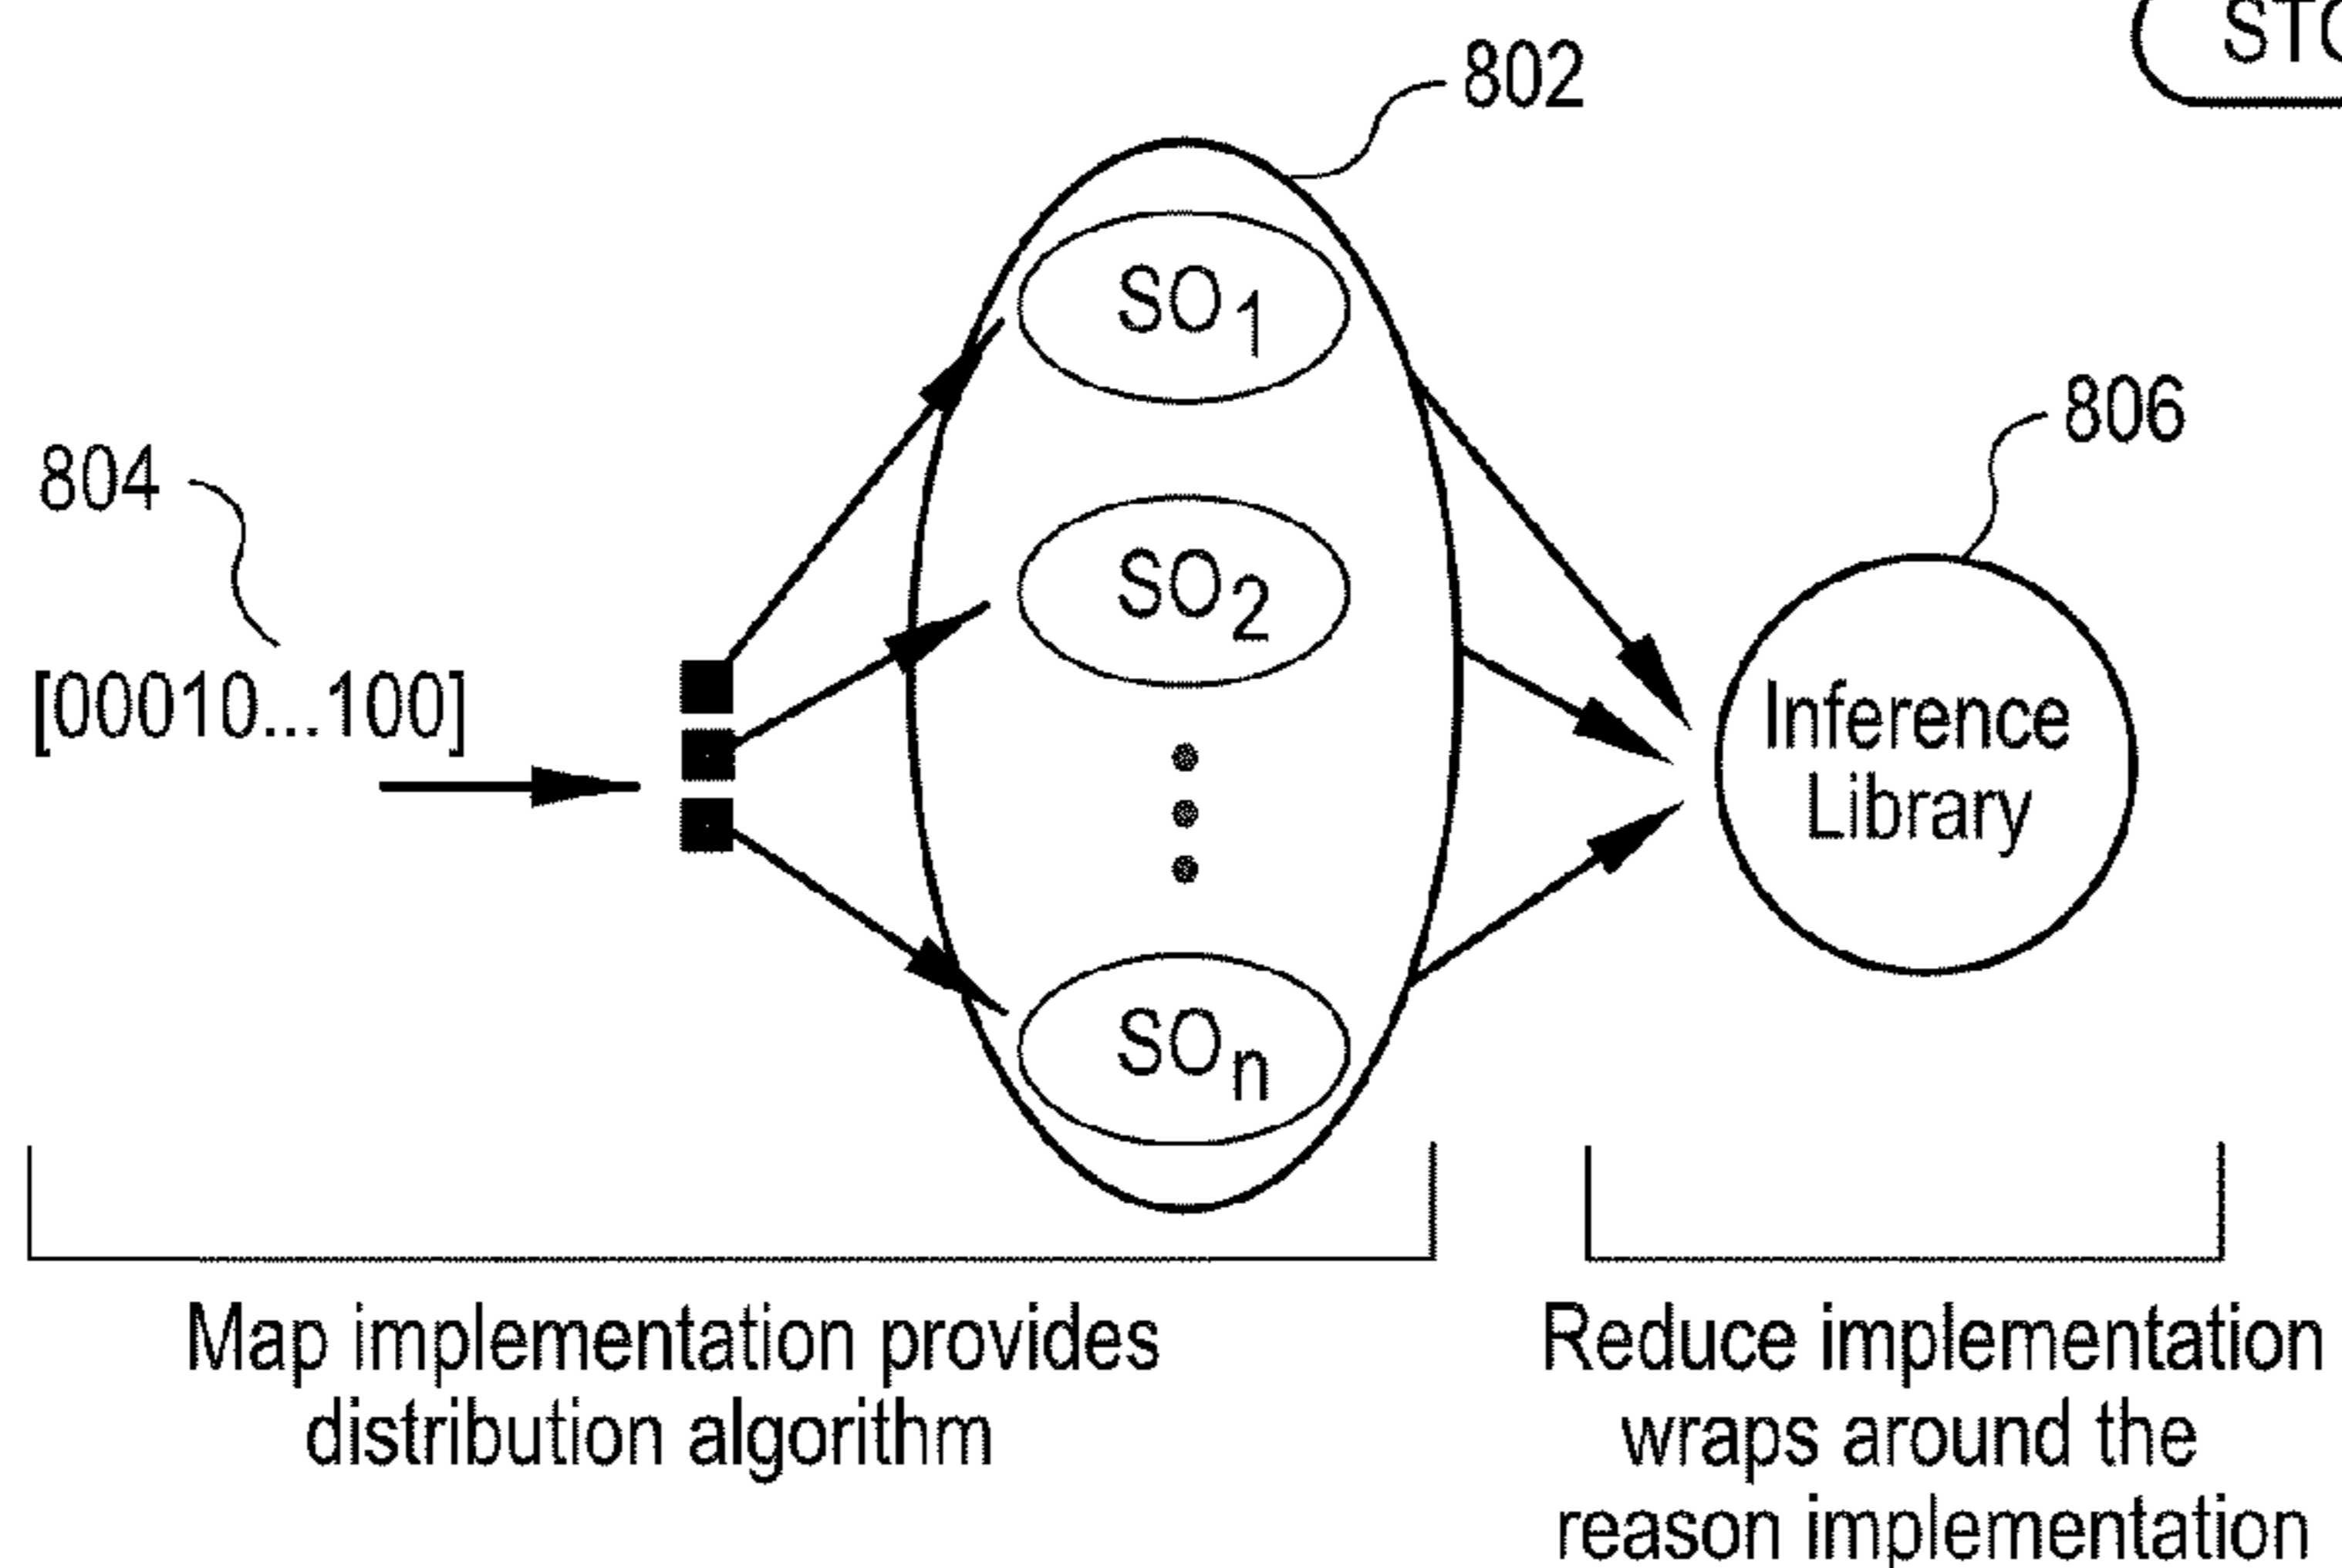 802
SO1
806
804
SO2
[00010...100]
Inference
Library
SOn
Map implementation provides
distribution algorithm
Reduce implementation
wraps around the
reason implementation